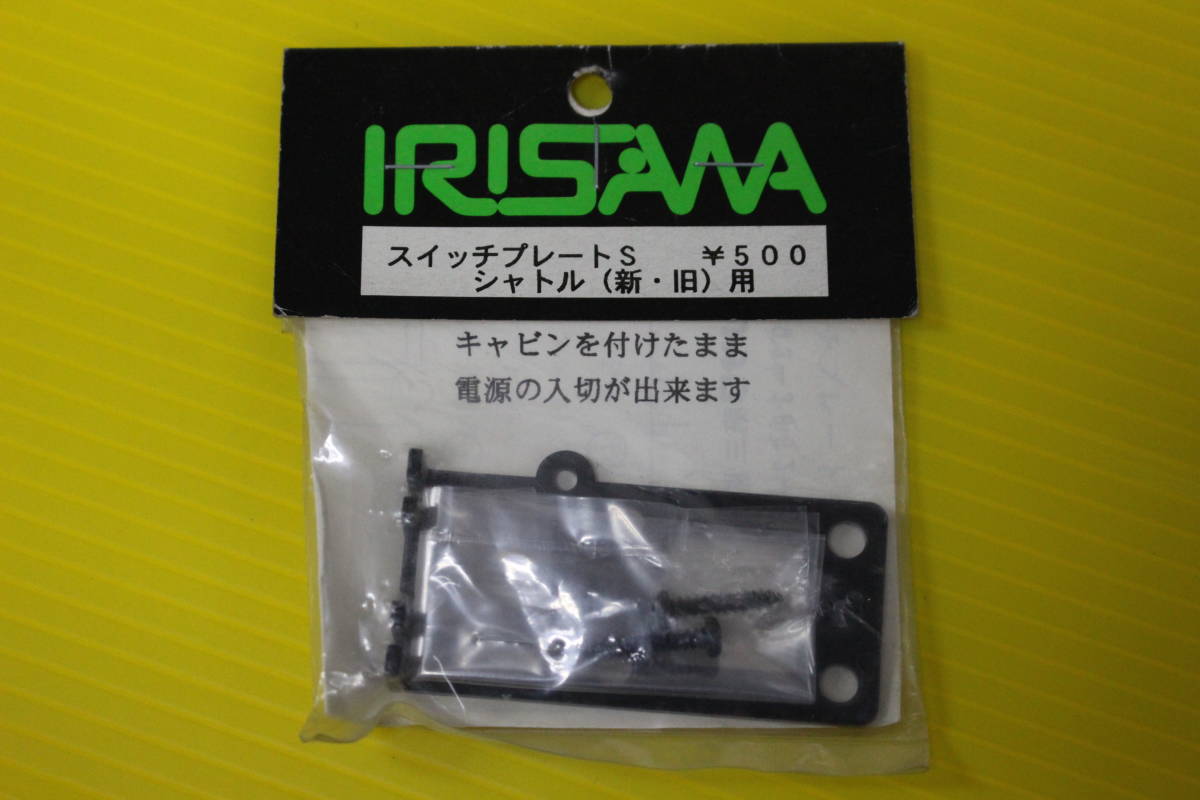 IRISAWA
スイッチプレートS ￥500
シャトル（新・旧）用
キャビンを付けたまま
電源の入切が出来ます